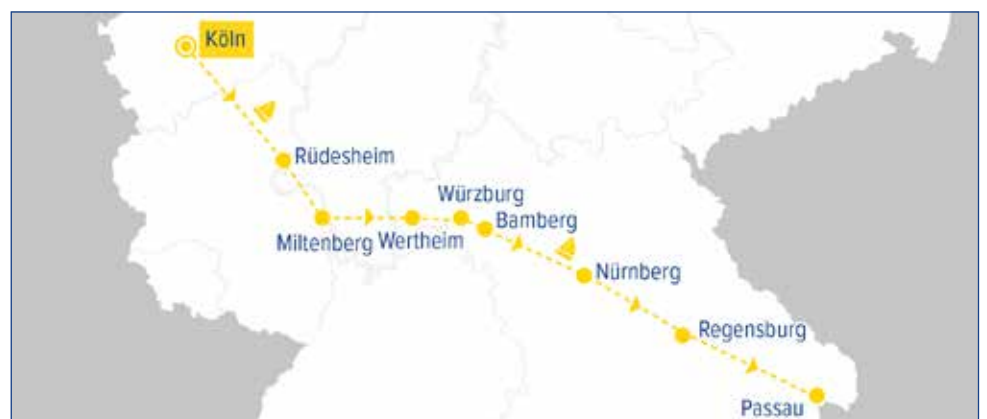 Köln
Rüdesheim
Würzburg
Bamberg
Miltenberg Wertheim
Nürnberg
Regensburg
Passau